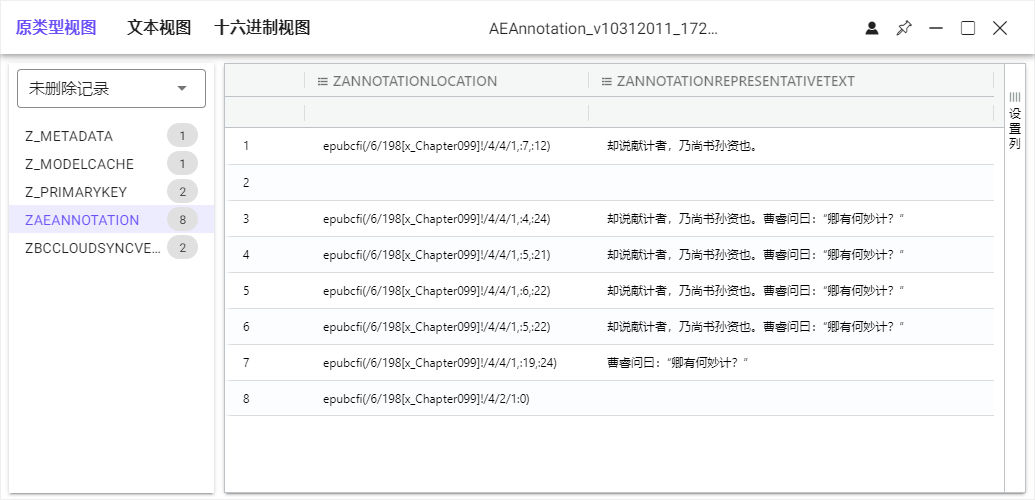 原类型视图 文本视图 十六进制视图 AEAnnotation_v10312011_172...
未删除记录
Z_METADATA 1
Z_MODELCACHE 1
Z_PRIMARYKEY 2
ZAEANNOTATION 8
ZBCCLOUDSYNCVE... 2
ZANNOTATIONLOCATION ZANNOTATIONREPRESENTATIVETEXT
1 epubcfi(/6/198[x_Chapter099]!/4/4/1,:7,:12) 却说献计者，乃尚书孙资也。
2
3 epubcfi(/6/198[x_Chapter099]!/4/4/1,:4,:24) 却说献计者，乃尚书孙资也。曹睿问曰：“卿有何妙计？”
4 epubcfi(/6/198[x_Chapter099]!/4/4/1,:5,:21) 却说献计者，乃尚书孙资也。曹睿问曰：“卿有何妙计？”
5 epubcfi(/6/198[x_Chapter099]!/4/4/1,:6,:22) 却说献计者，乃尚书孙资也。曹睿问曰：“卿有何妙计？”
6 epubcfi(/6/198[x_Chapter099]!/4/4/1,:5,:22) 却说献计者，乃尚书孙资也。曹睿问曰：“卿有何妙计？”
7 epubcfi(/6/198[x_Chapter099]!/4/4/1,:19,:24) 曹睿问曰：“卿有何妙计？”
8 epubcfi(/6/198[x_Chapter099]!/4/2/1:0)
设置列